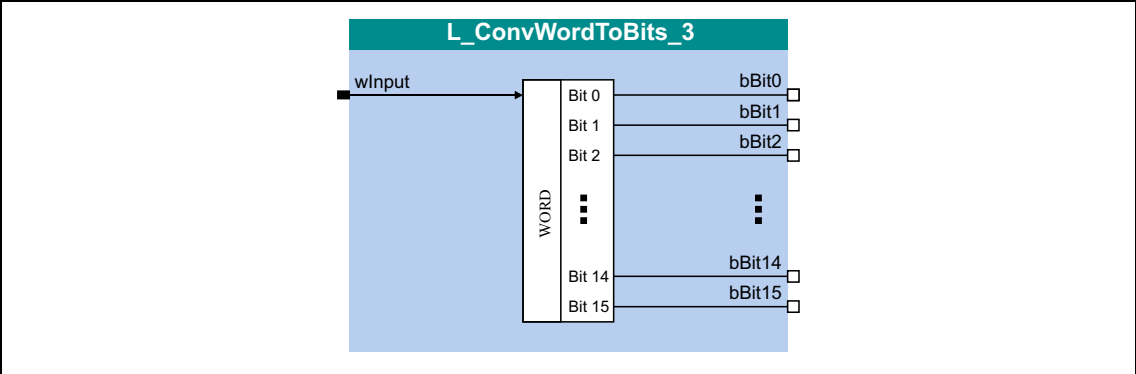 L_ConvWordToBits_3
wInput
bBit0
Bit 0
bBit1
Bit 1
bBit2
Bit 2
WORD
bBit14
Bit 14
bBit15
Bit 15